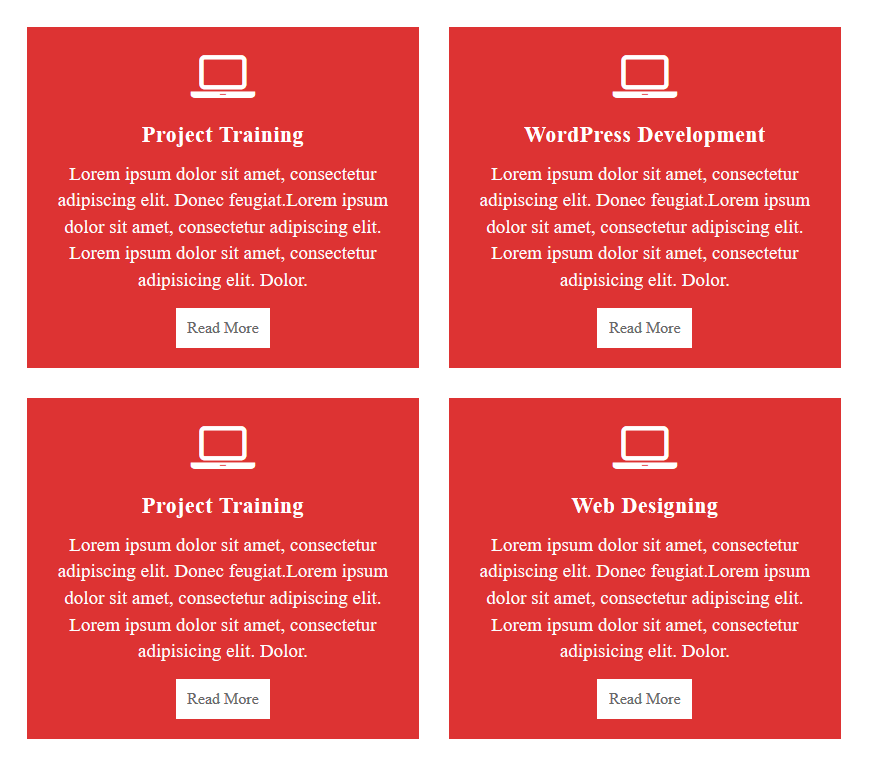 Project Training
Lorem ipsum dolor sit amet, consectetur
adipiscing elit. Donec feugiat.Lorem ipsum
dolor sit amet, consectetur adipiscing elit.
Lorem ipsum dolor sit amet, consectetur
adipisicing elit. Dolor.
Read More
WordPress Development
Lorem ipsum dolor sit amet, consectetur
adipiscing elit. Donec feugiat.Lorem ipsum
dolor sit amet, consectetur adipiscing elit.
Lorem ipsum dolor sit amet, consectetur
adipisicing elit. Dolor.
Read More
Project Training
Lorem ipsum dolor sit amet, consectetur
adipiscing elit. Donec feugiat.Lorem ipsum
dolor sit amet, consectetur adipiscing elit.
Lorem ipsum dolor sit amet, consectetur
adipisicing elit. Dolor.
Read More
Web Designing
Lorem ipsum dolor sit amet, consectetur
adipiscing elit. Donec feugiat.Lorem ipsum
dolor sit amet, consectetur adipiscing elit.
Lorem ipsum dolor sit amet, consectetur
adipisicing elit. Dolor.
Read More